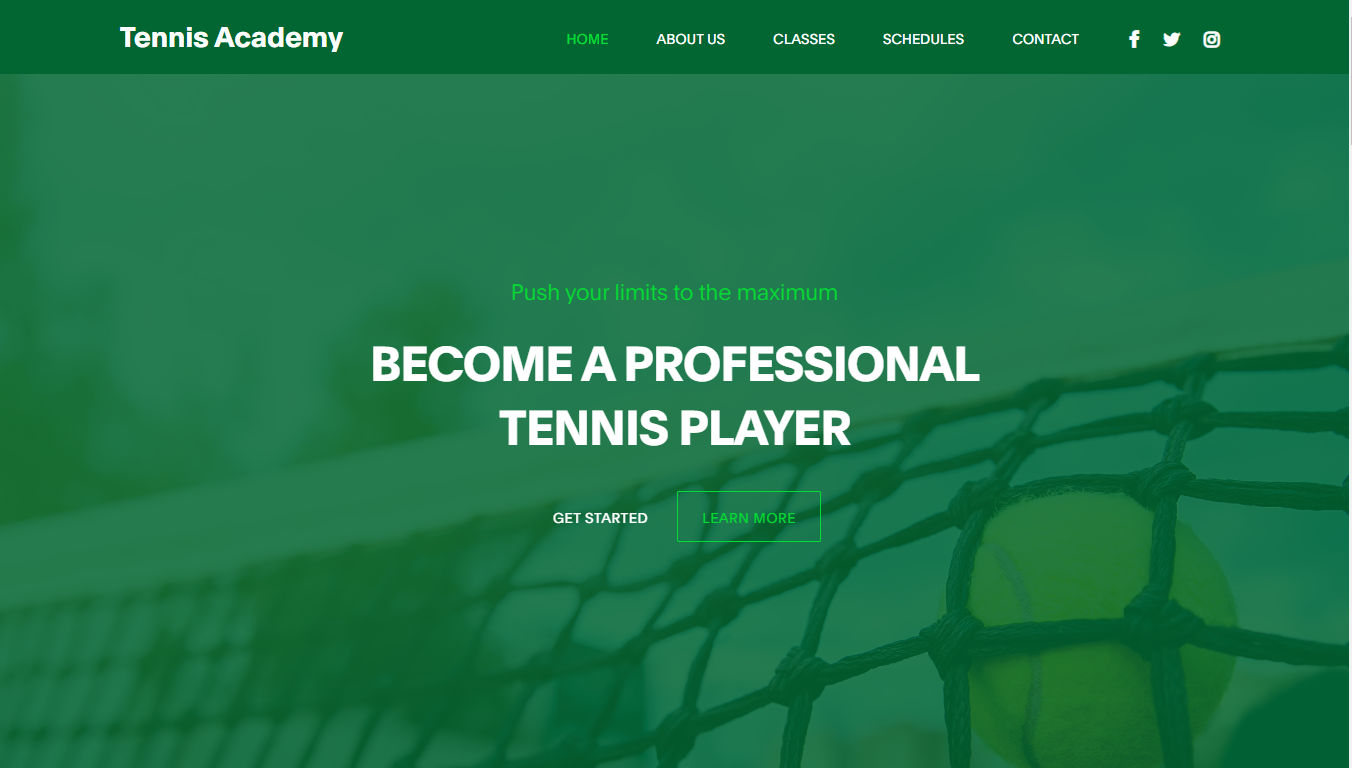 Tennis Academy
HOME ABOUT US CLASSES SCHEDULES CONTACT
Push your limits to the maximum
BECOME A PROFESSIONAL
TENNIS PLAYER
GET STARTED LEARN MORE